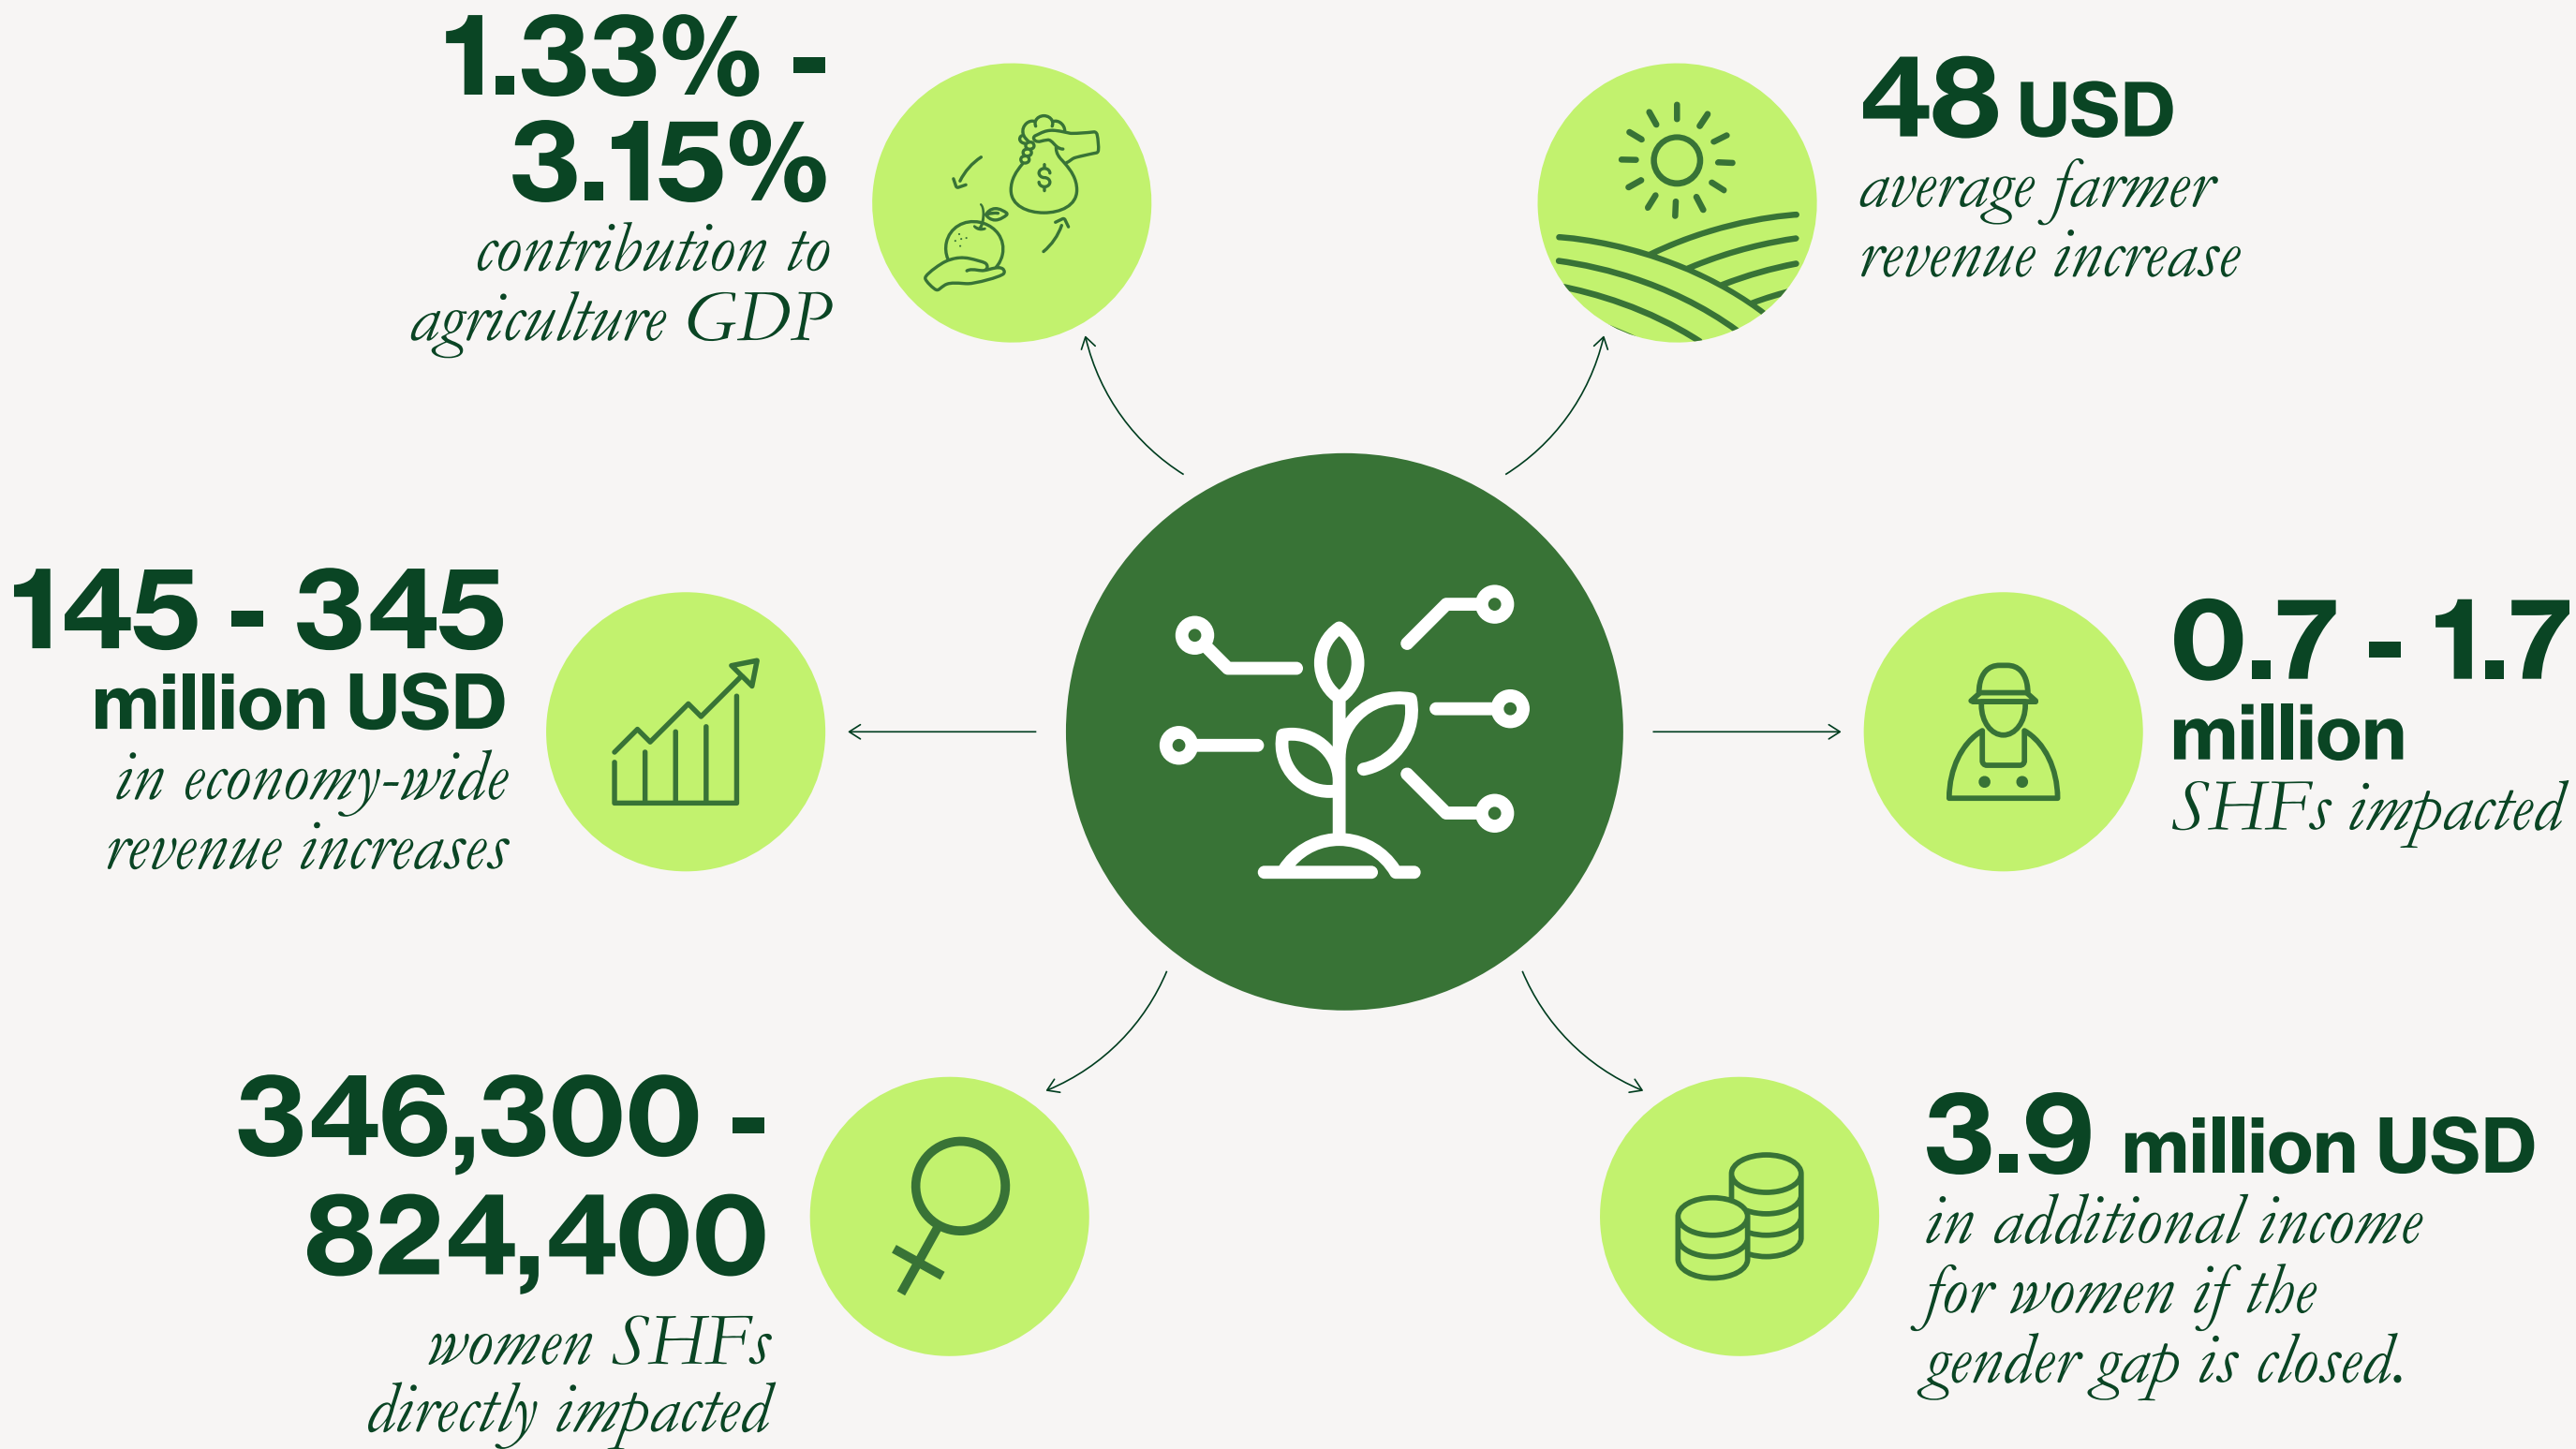 1.33% -
3.15%
contribution to
agriculture GDP
48 USD
average farmer
revenue increase
145 - 345
million USD
in economy-wide
revenue increases
0.7 - 1.7
million
SHFs impacted
346,300 -
824,400
women SHFs
directly impacted
3.9 million USD
in additional income
for women if the
gender gap is closed.
$